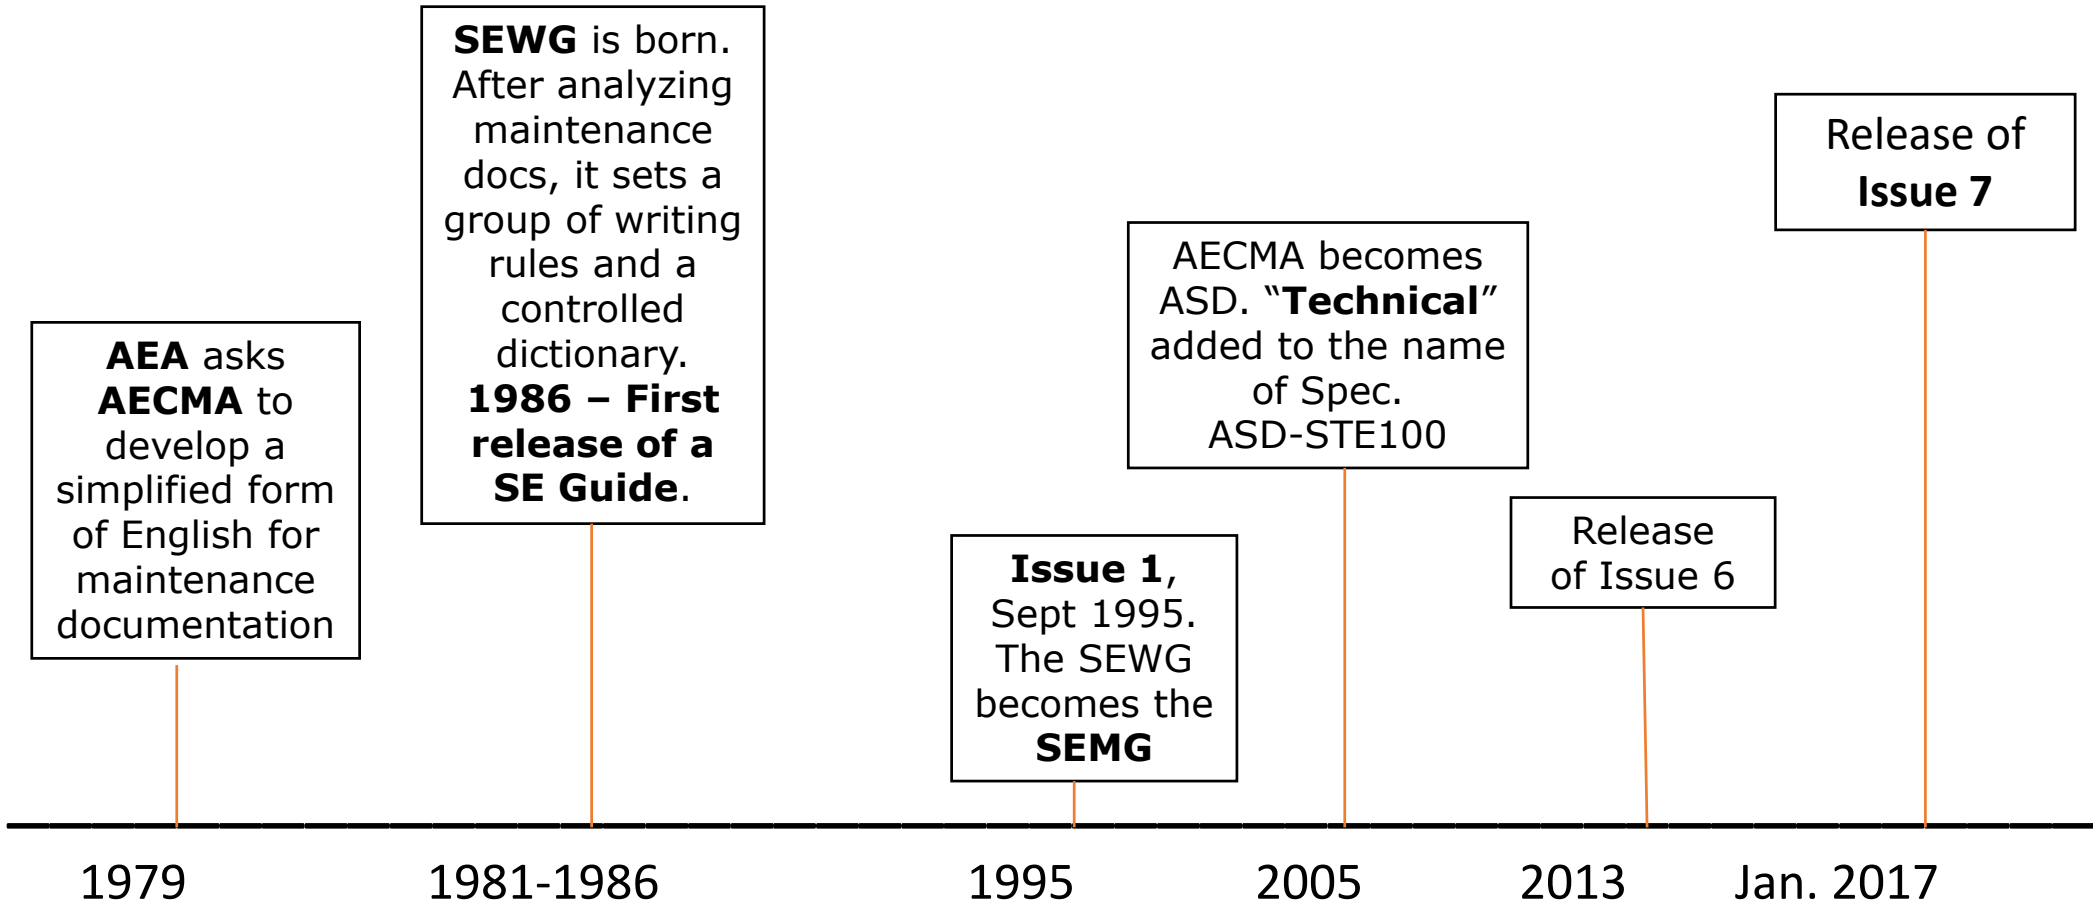 AEA asks
AECMA to
develop a
simplified form
of English for
maintenance
documentation
SEWG is born.
After analyzing
maintenance
docs, it sets a
group of writing
rules and a
controlled
dictionary.
1986 – First
release of a
SE Guide.
Issue 1,
Sept 1995.
The SEWG
becomes the
SEMG
AECMA becomes
ASD. “Technical”
added to the name
of Spec.
ASD-STE100
Release
of Issue 6
Release of
Issue 7
1979
1981-1986
1995
2005
2013
Jan. 2017